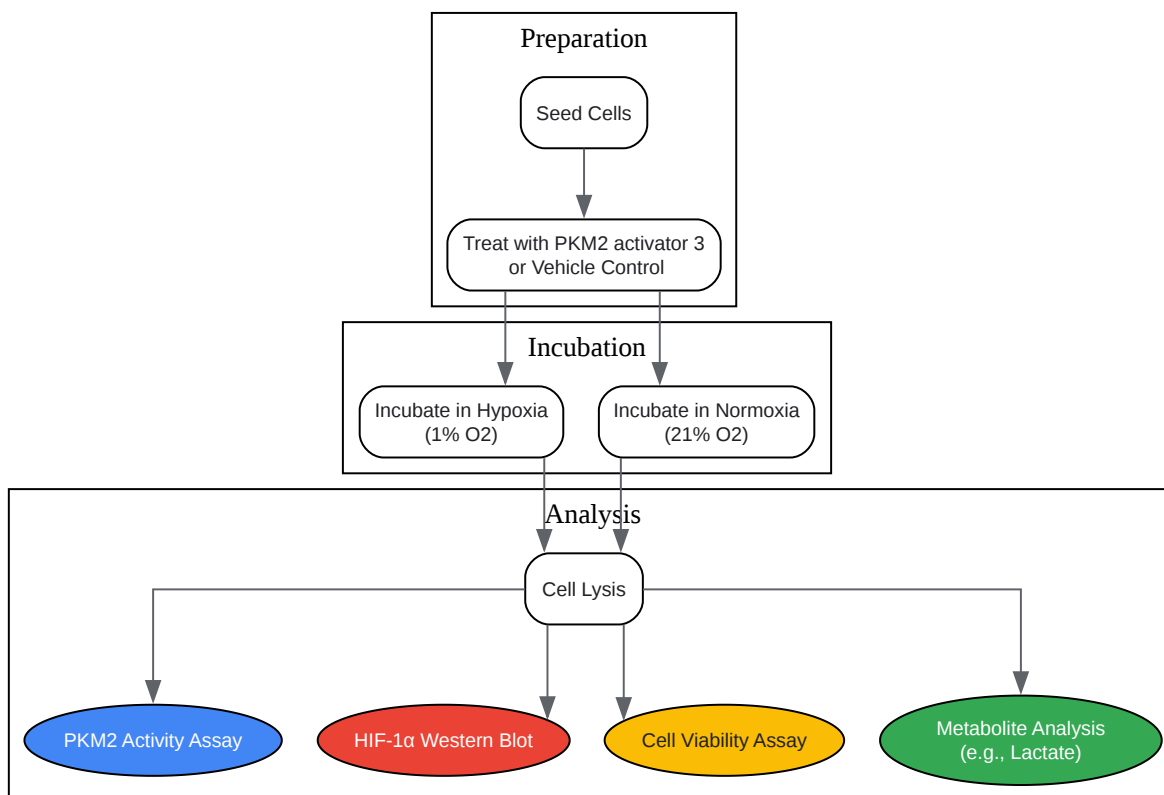 Preparation
Seed Cells
Treat with PKM2 activator 3
or Vehicle Control
Incubation
Incubate in Hypoxia
(1% O2)
Incubate in Normoxia
(21% O2)
Analysis
Cell Lysis
PKM2 Activity Assay
HIF-1α Western Blot
Cell Viability Assay
Metabolite Analysis
(e.g., Lactate)